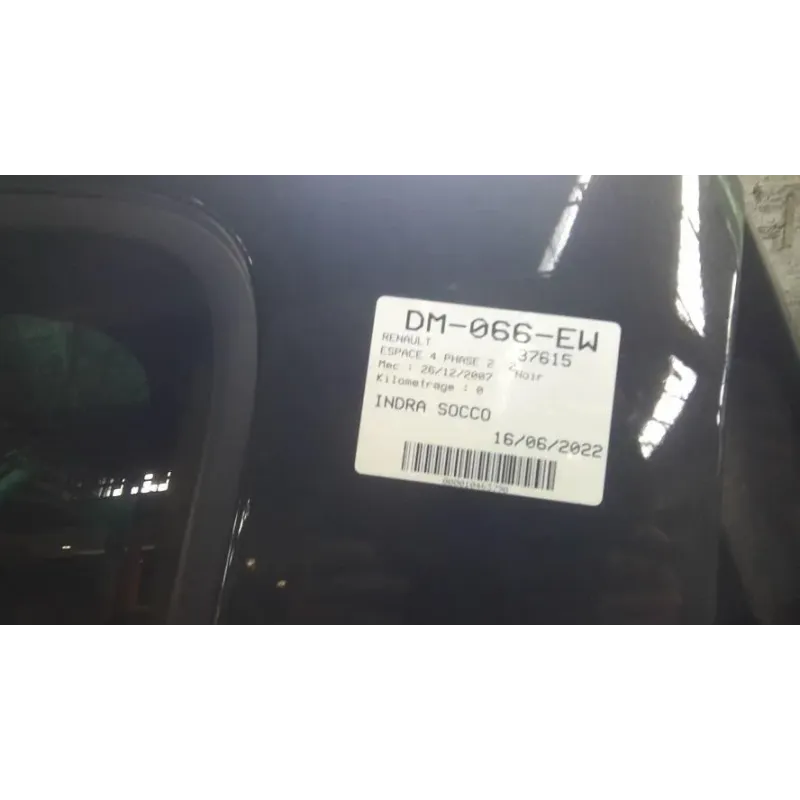 DM-066-EW
RENAULT 37615
ESPACE 4 PHASE 2 2
Mec : 26/12/2007 Noir
Kilometrage : 0
INDRA SOCCO
16/06/2022